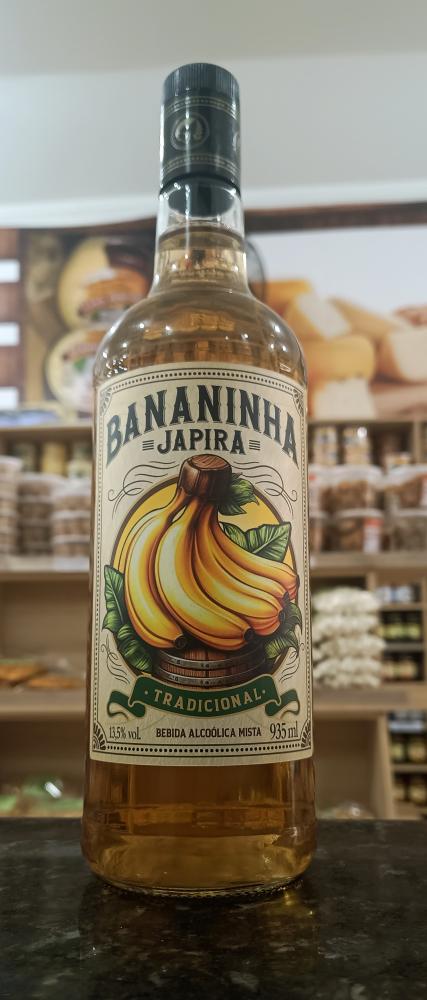 BANANINHA
JAPIRA
TRADICIONAL
13,5% vol. BEBIDA ALCOÓLICA MISTA 935 ml